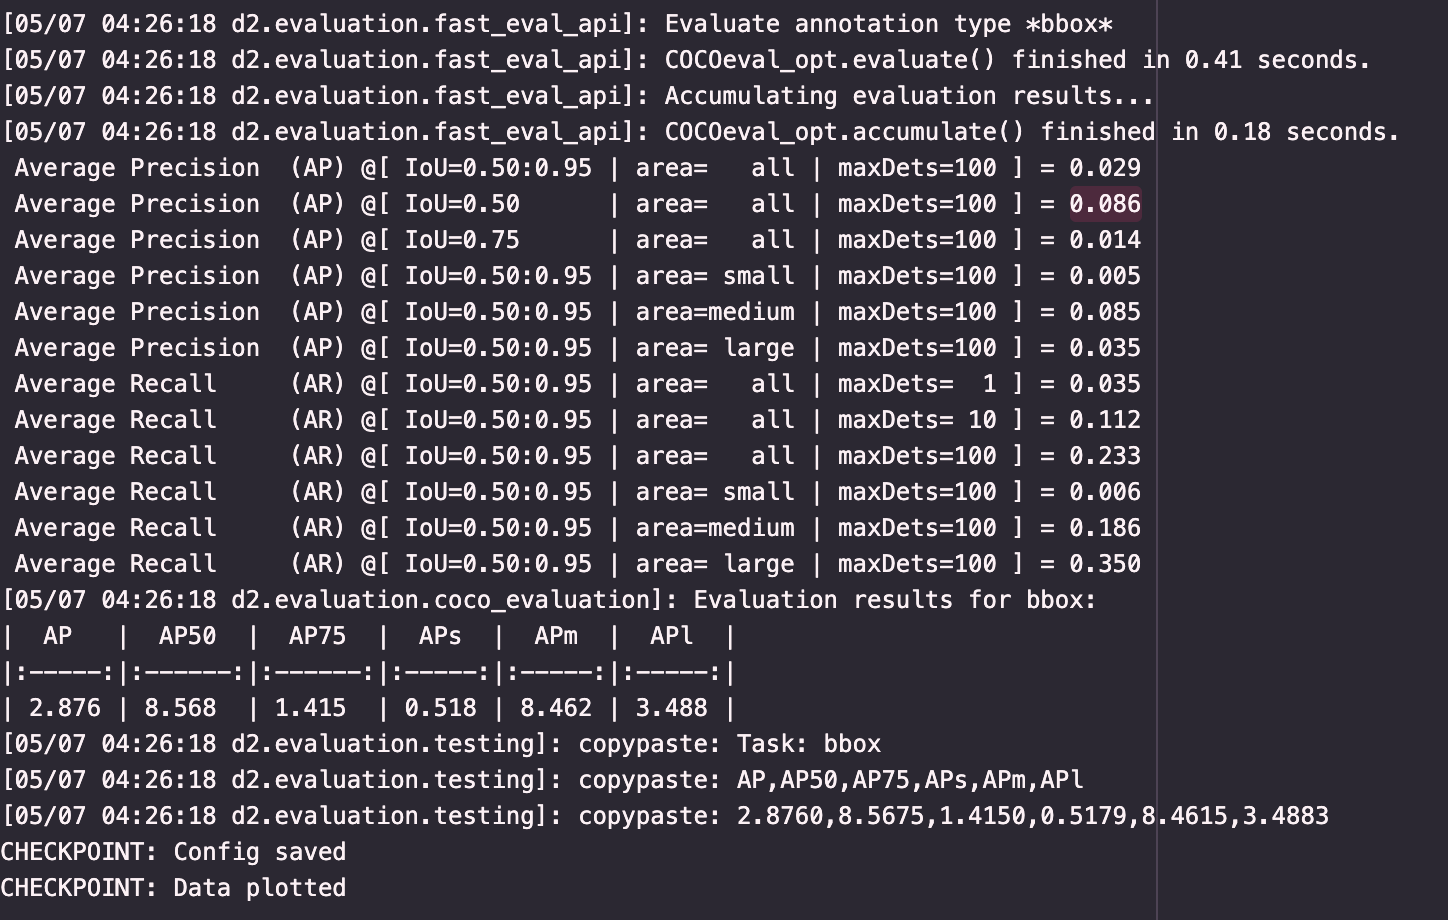 [05/07 04:26:18 d2.evaluation.fast_eval_api]: Evaluate annotation type *bbox*
[05/07 04:26:18 d2.evaluation.fast_eval_api]: COCOeval_opt.evaluate() finished in 0.41 seconds.
[05/07 04:26:18 d2.evaluation.fast_eval_api]: Accumulating evaluation results...
[05/07 04:26:18 d2.evaluation.fast_eval_api]: COCOeval_opt.accumulate() finished in 0.18 seconds.
 Average Precision  (AP) @[ IoU=0.50:0.95 | area=   all | maxDets=100 ] = 0.029
 Average Precision  (AP) @[ IoU=0.50      | area=   all | maxDets=100 ] = 0.086
 Average Precision  (AP) @[ IoU=0.75      | area=   all | maxDets=100 ] = 0.014
 Average Precision  (AP) @[ IoU=0.50:0.95 | area= small | maxDets=100 ] = 0.005
 Average Precision  (AP) @[ IoU=0.50:0.95 | area=medium | maxDets=100 ] = 0.085
 Average Precision  (AP) @[ IoU=0.50:0.95 | area= large | maxDets=100 ] = 0.035
 Average Recall     (AR) @[ IoU=0.50:0.95 | area=   all | maxDets=  1 ] = 0.035
 Average Recall     (AR) @[ IoU=0.50:0.95 | area=   all | maxDets= 10 ] = 0.112
 Average Recall     (AR) @[ IoU=0.50:0.95 | area=   all | maxDets=100 ] = 0.233
 Average Recall     (AR) @[ IoU=0.50:0.95 | area= small | maxDets=100 ] = 0.006
 Average Recall     (AR) @[ IoU=0.50:0.95 | area=medium | maxDets=100 ] = 0.186
 Average Recall     (AR) @[ IoU=0.50:0.95 | area= large | maxDets=100 ] = 0.350
[05/07 04:26:18 d2.evaluation.coco_evaluation]: Evaluation results for bbox:
|  AP   |  AP50  |  AP75  |  APs  |  APm  |  APl  |
|:-----:|:------:|:------:|:-----:|:-----:|:-----:|
| 2.876 | 8.568  | 1.415  | 0.518 | 8.462 | 3.488 |
[05/07 04:26:18 d2.evaluation.testing]: copypaste: Task: bbox
[05/07 04:26:18 d2.evaluation.testing]: copypaste: AP,AP50,AP75,APs,APm,APl
[05/07 04:26:18 d2.evaluation.testing]: copypaste: 2.8760,8.5675,1.4150,0.5179,8.4615,3.4883
CHECKPOINT: Config saved
CHECKPOINT: Data plotted